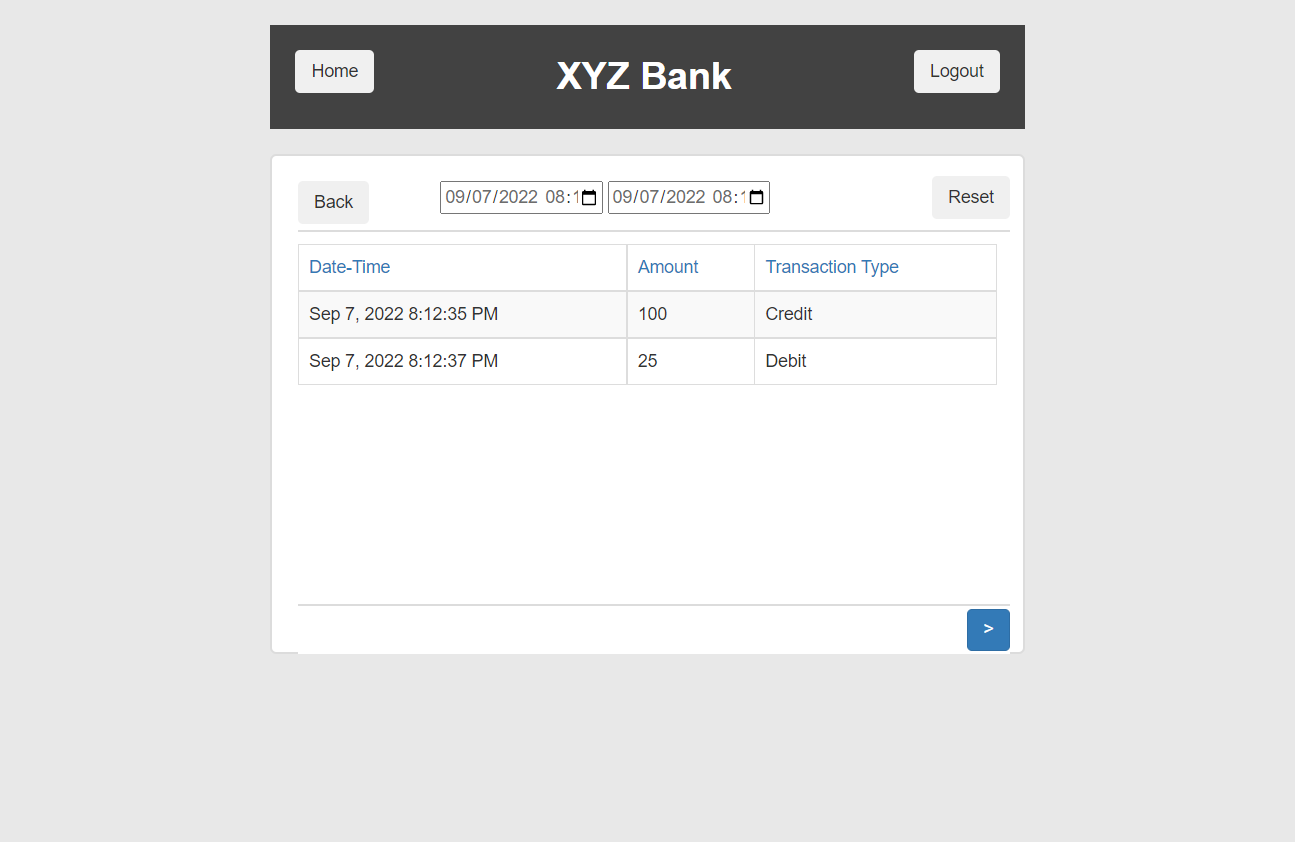 Home XYZ Bank Logout
Back 09/07/2022 08:1 09/07/2022 08:1 Reset
Date-Time Amount Transaction Type
Sep 7, 2022 8:12:35 PM 100 Credit
Sep 7, 2022 8:12:37 PM 25 Debit
>